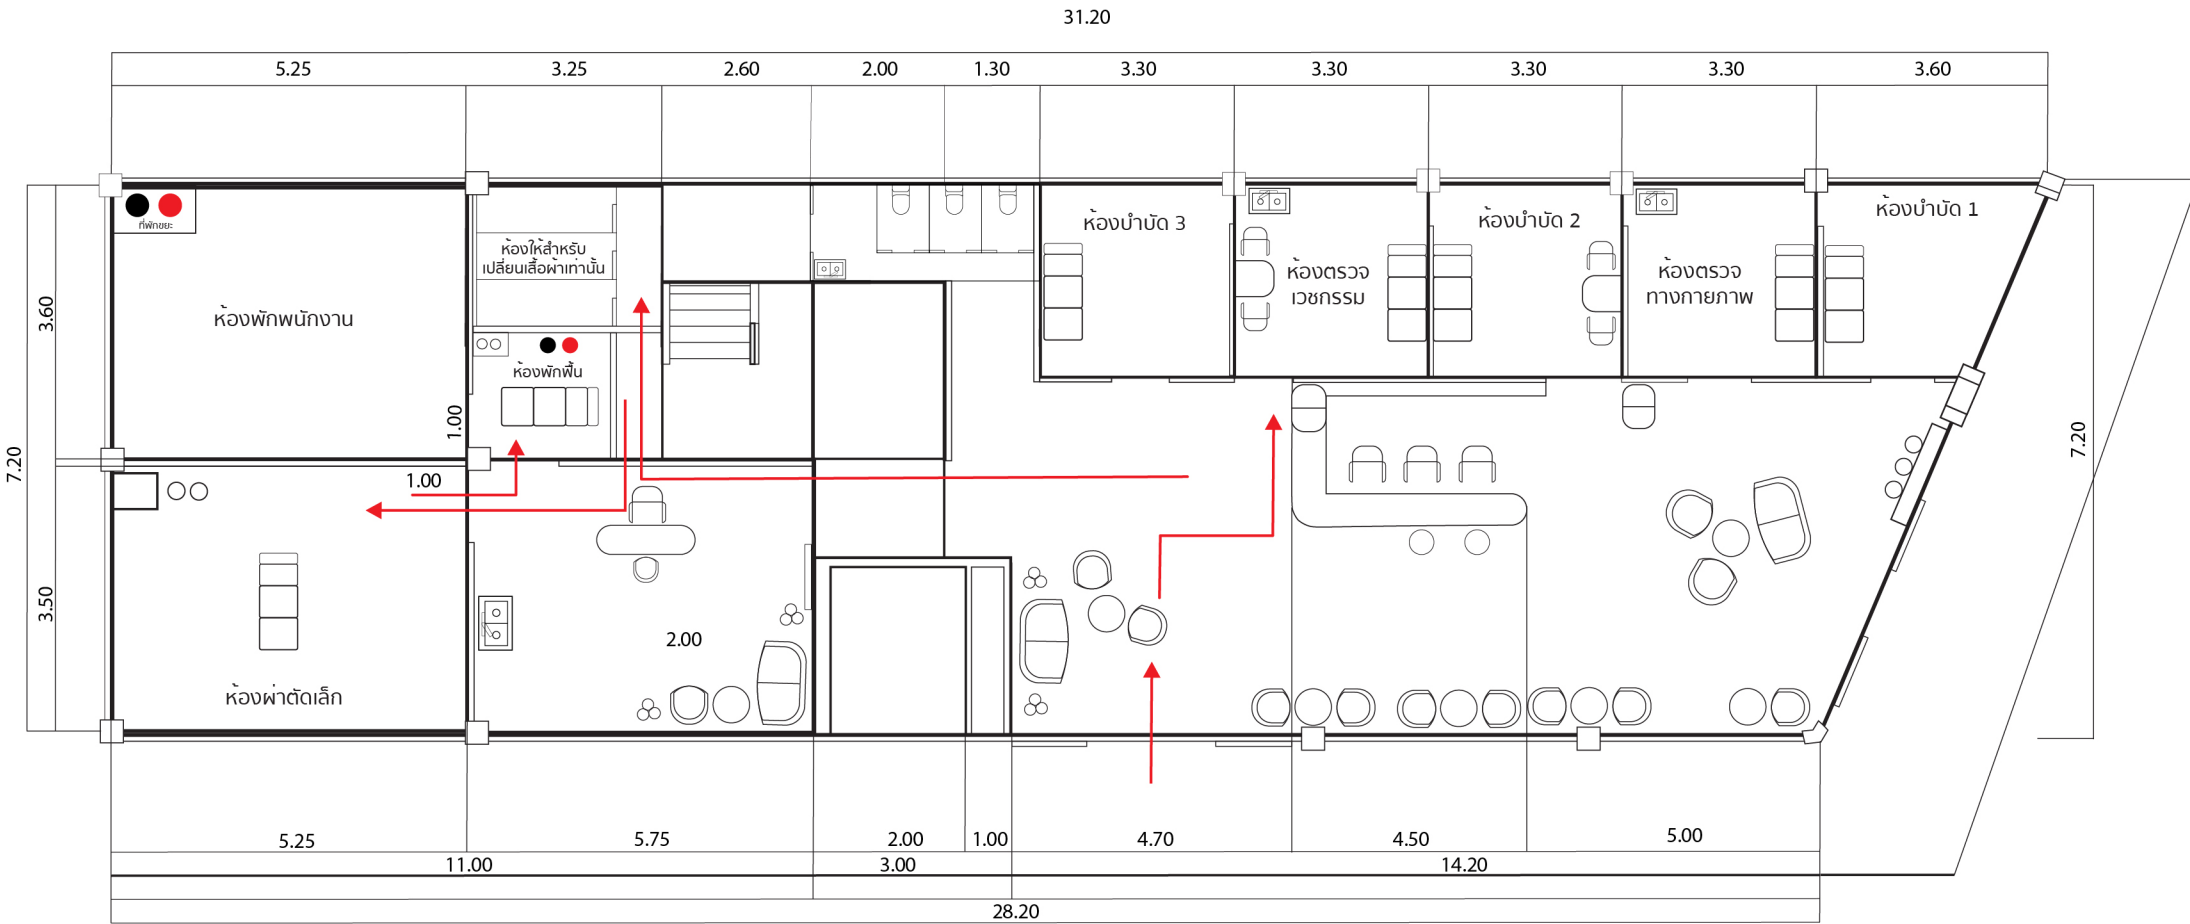 31.20
5.25 3.25 2.60 2.00 1.30 3.30 3.30 3.30 3.30 3.60
ที่พักขยะ
ห้องให้สำหรับ
เปลี่ยนเสื้อผ้าเท่านั้น
ห้องบำบัด 3
ห้องตรวจ
เวชกรรม
ห้องบำบัด 2
ห้องตรวจ
ทางกายภาพ
ห้องบำบัด 1
3.60
ห้องพักพนักงาน
ห้องพักฟื้น
1.00
7.20
7.20
1.00
3.50
2.00
ห้องผ่าตัดเล็ก
5.25 5.75 2.00 1.00 4.70 4.50 5.00
11.00 3.00 14.20
28.20